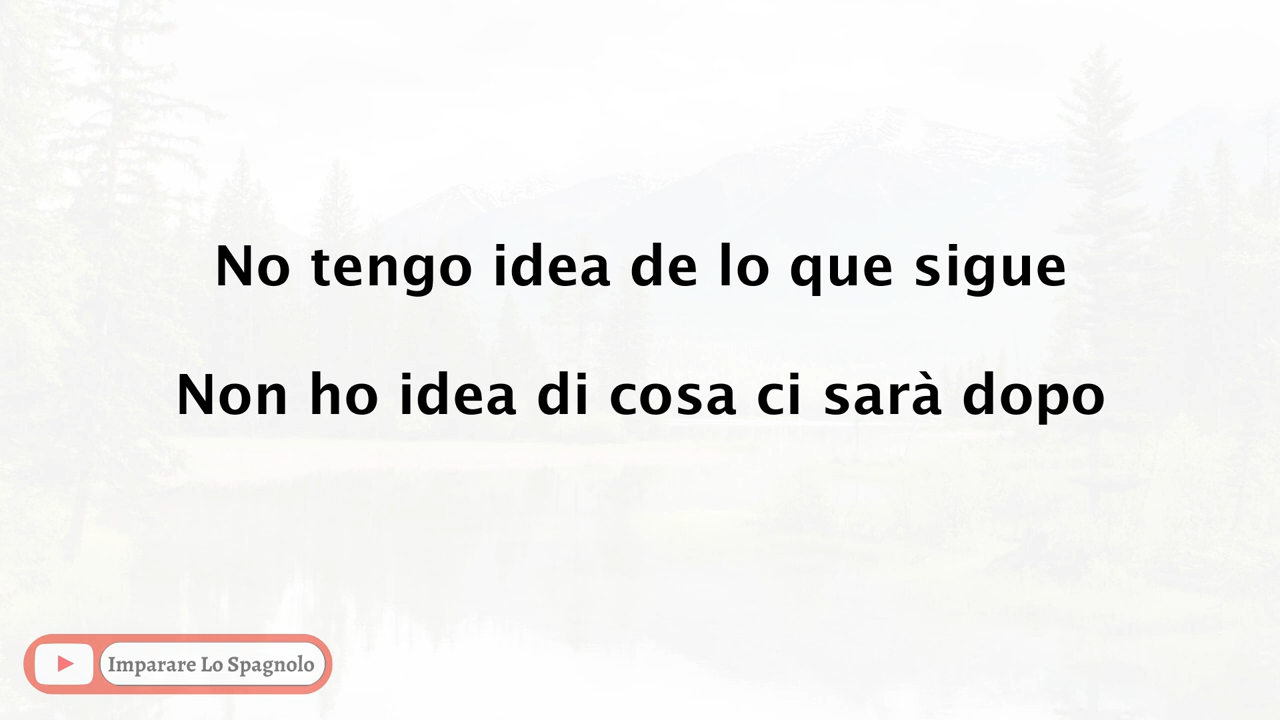 No tengo idea de lo que sigue
Non ho idea di cosa ci sarà dopo
Imparare Lo Spagnolo